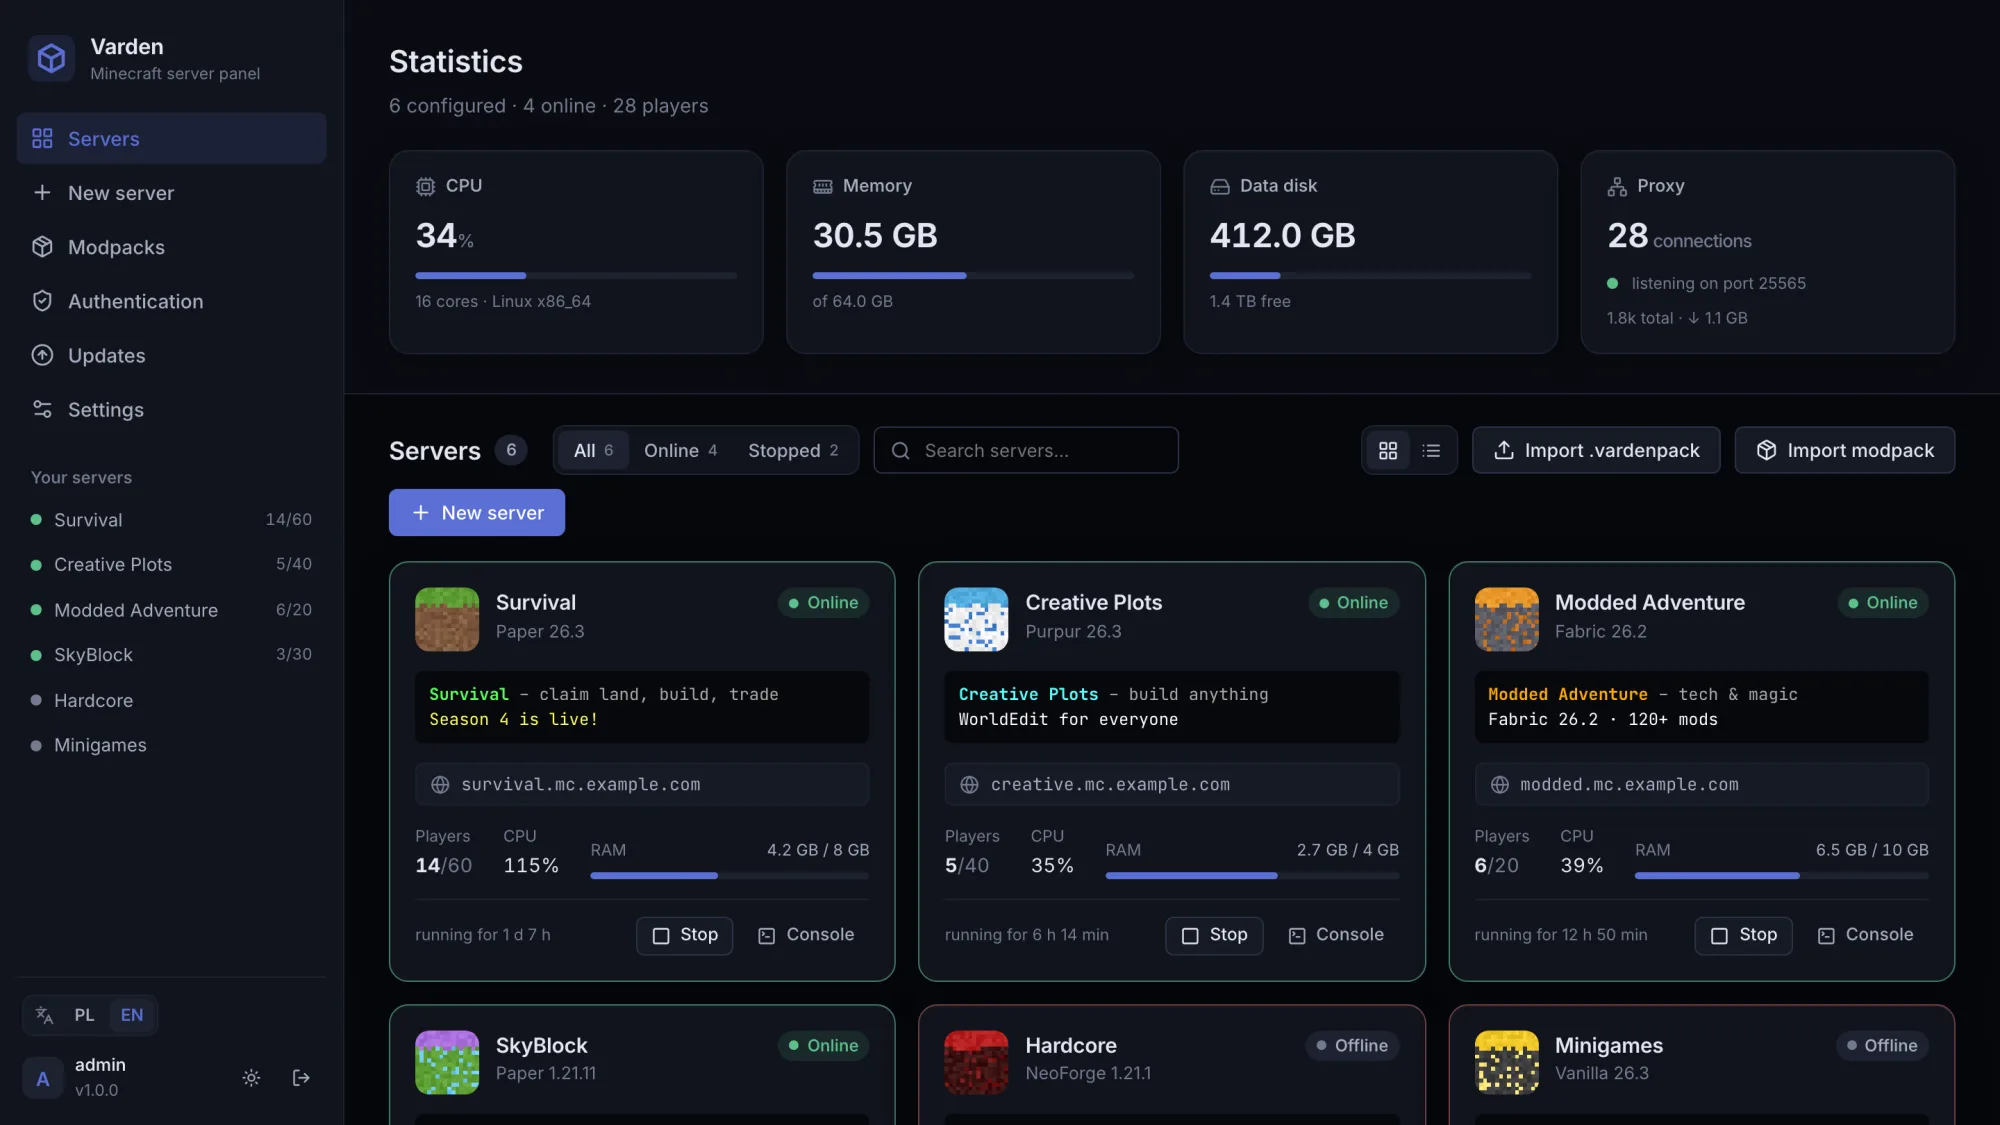 Varden
Minecraft server panel
Servers
New server
Modpacks
Authentication
Updates
Settings
Your servers
Survival 14/60
Creative Plots 5/40
Modded Adventure 6/20
SkyBlock 3/30
Hardcore
Minigames
PL EN
A admin
v1.0.0
Statistics
6 configured · 4 online · 28 players
CPU
34%
16 cores · Linux x86_64
Memory
30.5 GB
of 64.0 GB
Data disk
412.0 GB
1.4 TB free
Proxy
28 connections
listening on port 25565
1.8k total · ↓ 1.1 GB
Servers 6 All 6 Online 4 Stopped 2 Search servers... Import .vardenpack Import modpack
New server
Survival Online
Paper 26.3
Survival – claim land, build, trade
Season 4 is live!
survival.mc.example.com
Players CPU RAM 4.2 GB / 8 GB
14/60 115%
running for 1 d 7 h Stop Console
Creative Plots Online
Purpur 26.3
Creative Plots – build anything
WorldEdit for everyone
creative.mc.example.com
Players CPU RAM 2.7 GB / 4 GB
5/40 35%
running for 6 h 14 min Stop Console
Modded Adventure Online
Fabric 26.2
Modded Adventure – tech & magic
Fabric 26.2 · 120+ mods
modded.mc.example.com
Players CPU RAM 6.5 GB / 10 GB
6/20 39%
running for 12 h 50 min Stop Console
SkyBlock Online
Paper 1.21.11
Hardcore Offline
NeoForge 1.21.1
Minigames Offline
Vanilla 26.3